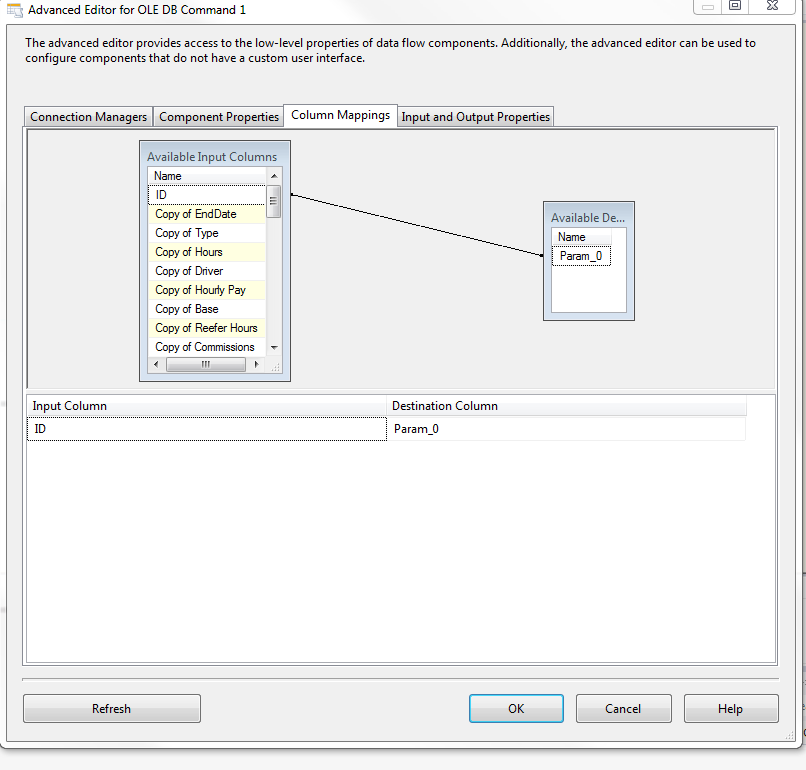 Advanced Editor for OLE DB Command 1
The advanced editor provides access to the low-level properties of data flow components. Additionally, the advanced editor can be used to
configure components that do not have a custom user interface.
Connection Managers
Component Properties
Column Mappings
Input and Output Properties
Available Input Columns
Name
ID
Copy of EndDate
Copy of Type
Copy of Hours
Copy of Driver
Copy of Hourly Pay
Copy of Base
Copy of Reefer Hours
Copy of Commissions
Available De...
Name
Param_0
Input Column
Destination Column
ID
Param_0
Refresh
OK
Cancel
Help